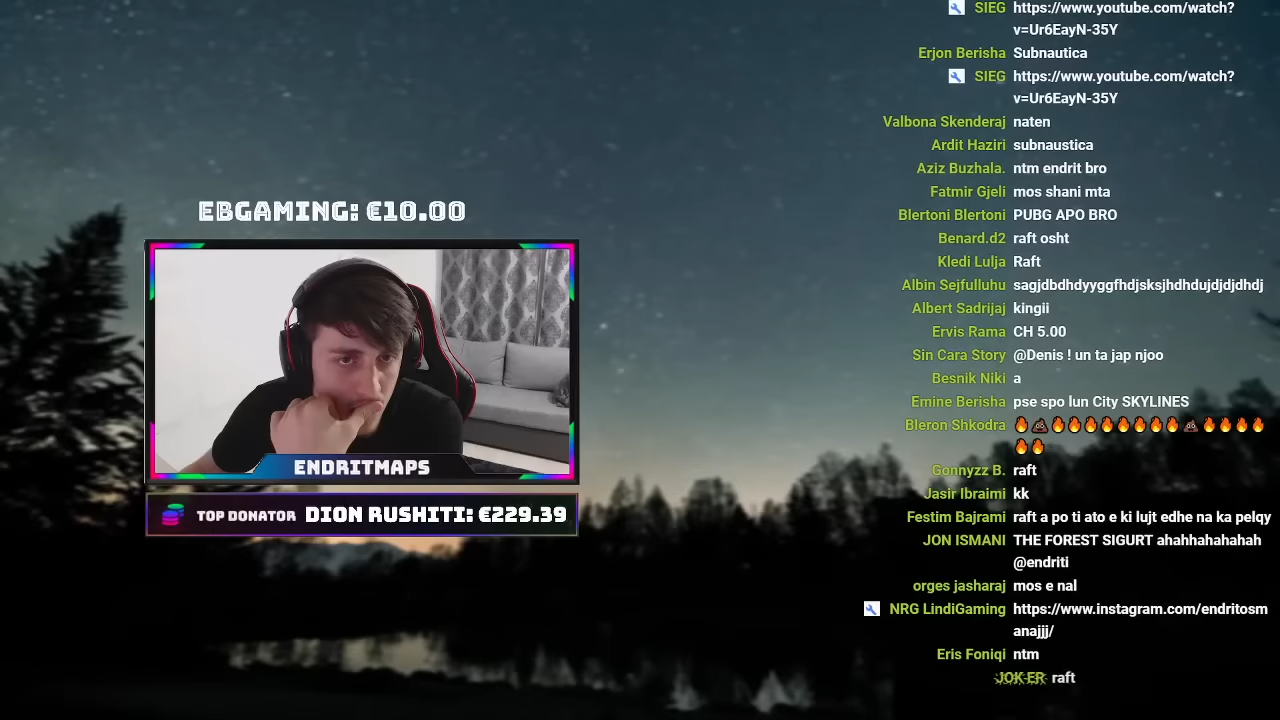 SIEG https://www.youtube.com/watch?
v=Ur6EayN-35Y
Erjon Berisha Subnautica
SIEG https://www.youtube.com/watch?
v=Ur6EayN-35Y
Valbona Skenderaj naten
Ardit Haziri subnaustica
Aziz Buzhala. ntm endrit bro
Fatmir Gjeli mos shani mta
Blertoni Blertoni PUBG APO BRO
Benard.d2 raft osht
Kledi Lulja Raft
Albin Sejfulluhu sagjdbdhdyyggfhdjsksjhdhdujdjdjdhdj
Albert Sadrijaj kingii
Ervis Rama CH 5.00
Sin Cara Story @Denis ! un ta jap njoo
Besnik Niki a
Emine Berisha pse spo lun City SKYLINES
Bleron Shkodra 🔥💩🔥🔥🔥🔥🔥🔥🔥🔥💩🔥🔥🔥🔥
🔥🔥
Gonnyzz B. raft
Jasir Ibraimi kk
Festim Bajrami raft a po ti ato e ki lujt edhe na ka pelqy
JON ISMANI THE FOREST SIGURT ahahhahahahah
@endriti
orges jasharaj mos e nal
NRG LindiGaming https://www.instagram.com/endritosm
anajjj/
Eris Foniqi ntm
JOKER raft
EBGAMING: €10.00
ENDRITMAPS
TOP DONATOR DION RUSHITI: €229.39